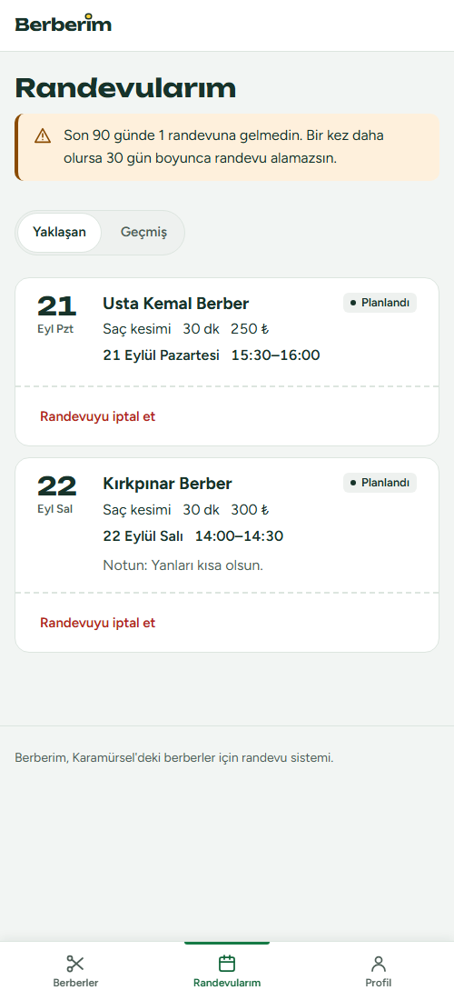 Berberim
Randevularım
Son 90 günde 1 randevuna gelmedin. Bir kez daha
olursa 30 gün boyunca randevu alamazsın.
Yaklaşan Geçmiş
21
Eyl Pzt
Usta Kemal Berber
Planlandı
Saç kesimi 30 dk 250 ₺
21 Eylül Pazartesi 15:30–16:00
Randevuyu iptal et
22
Eyl Sal
Kırkpınar Berber
Planlandı
Saç kesimi 30 dk 300 ₺
22 Eylül Salı 14:00–14:30
Notun: Yanları kısa olsun.
Randevuyu iptal et
Berberim, Karamürsel'deki berberler için randevu sistemi.
Berberler Randevularım Profil